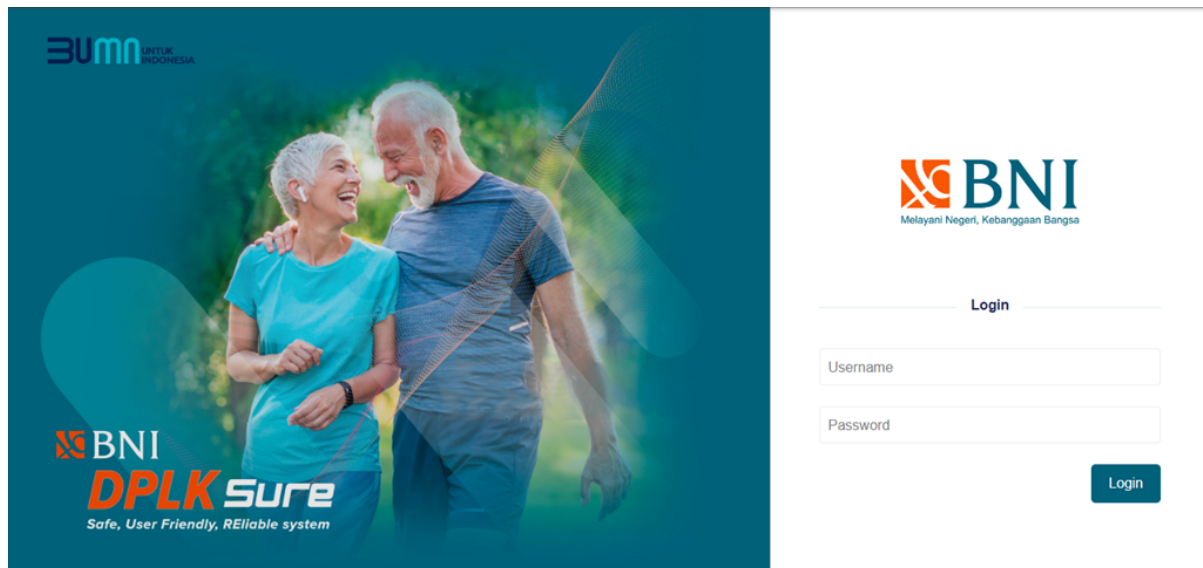 BUMN UNTUK
INDONESIA
BNI
DPLK Sure
Safe, User Friendly, REliable system
BNI
Melayani Negeri, Kebanggaan Bangsa
Login
Username
Password
Login